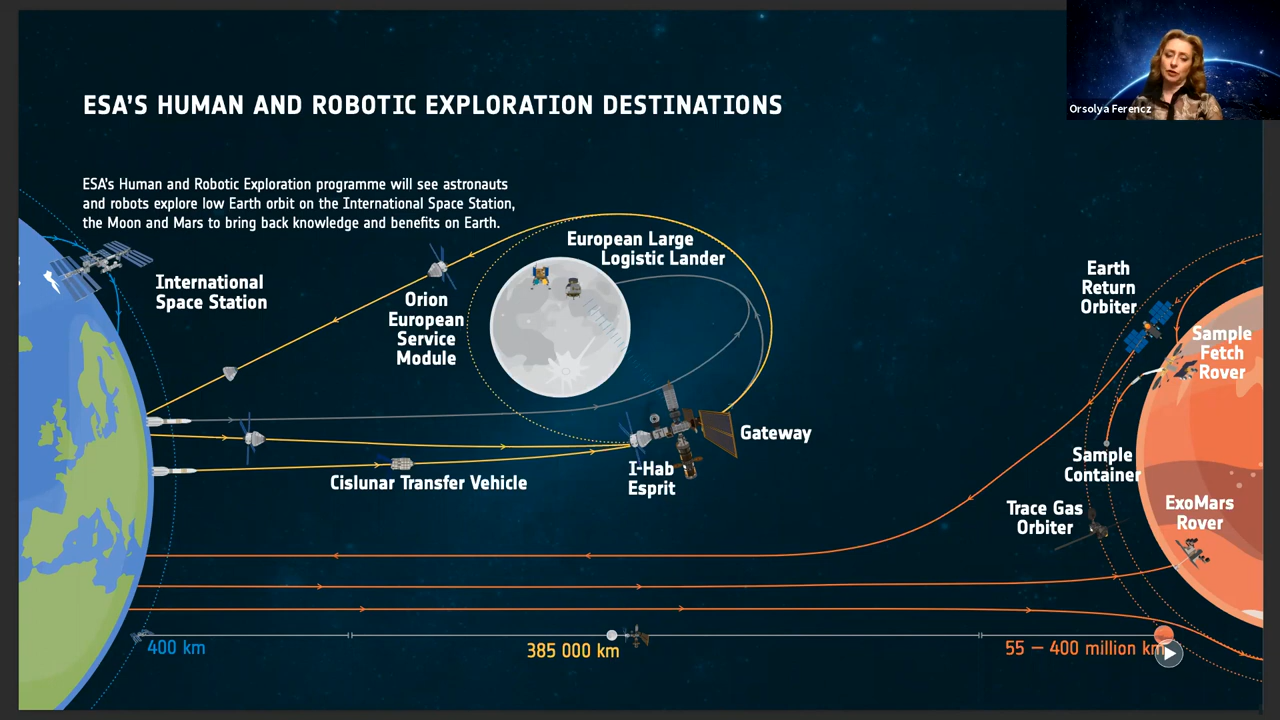 ESA'S HUMAN AND ROBOTIC EXPLORATION DESTINATIONS
Orsolya Ferencz
ESA's Human and Robotic Exploration programme will see astronauts
and robots explore low Earth orbit on the International Space Station,
the Moon and Mars to bring back knowledge and benefits on Earth.
International
Space Station
Orion
European
Service
Module
European Large
Logistic Lander
Cislunar Transfer Vehicle
I-Hab
Esprit
Gateway
Earth
Return
Orbiter
Sample
Fetch
Rover
Sample
Container
Trace Gas
Orbiter
ExoMars
Rover
400 km
385 000 km
55 – 400 million km